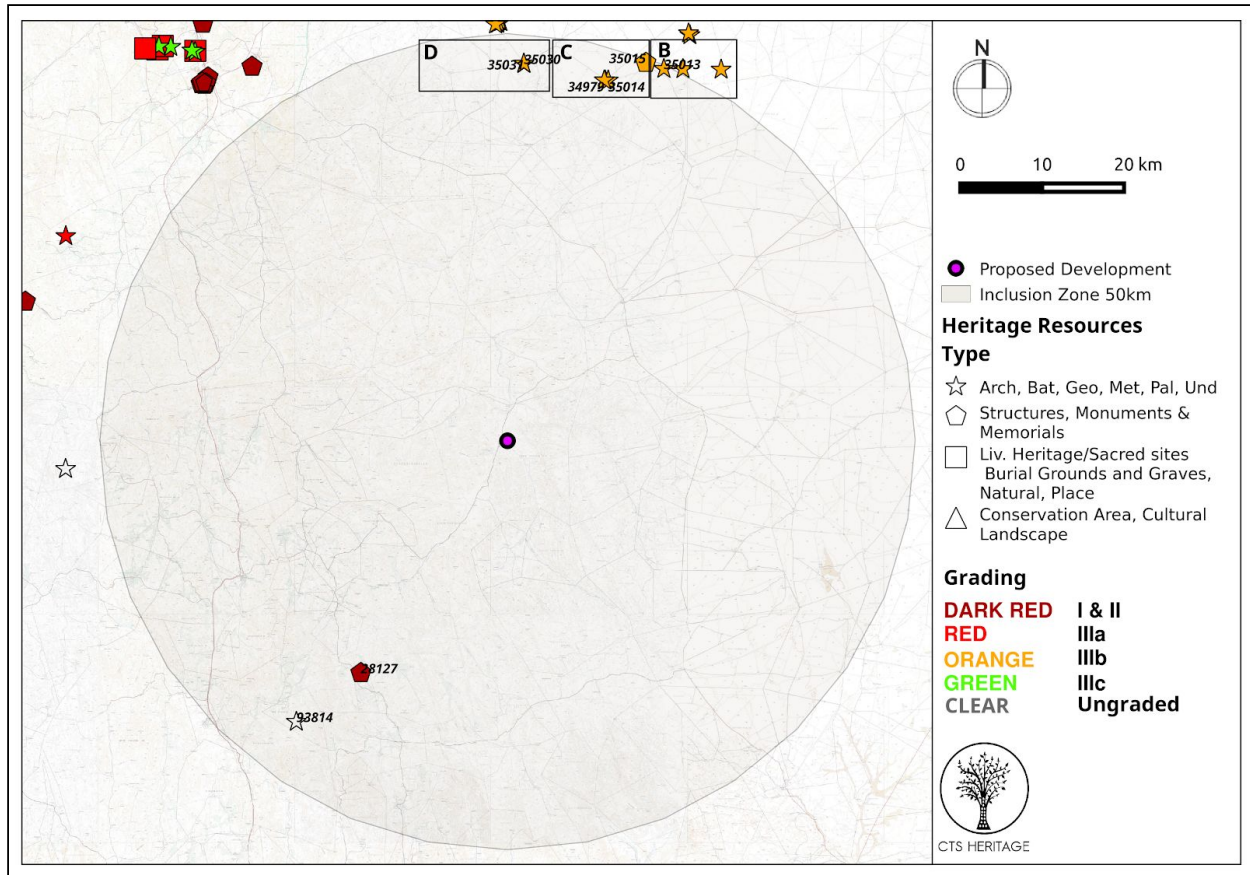 D
C
B
35031
35030
35015
35013
34979
35014
28127
93814
N
0 10 20 km
Proposed Development
Inclusion Zone 50km
Heritage Resources
Type
Arch, Bat, Geo, Met, Pal, Und
Structures, Monuments &
Memorials
Liv. Heritage/Sacred sites
Burial Grounds and Graves,
Natural, Place
Conservation Area, Cultural
Landscape
Grading
DARK RED I & II
RED IIIa
ORANGE IIIb
GREEN IIIc
CLEAR Ungraded
CTS HERITAGE